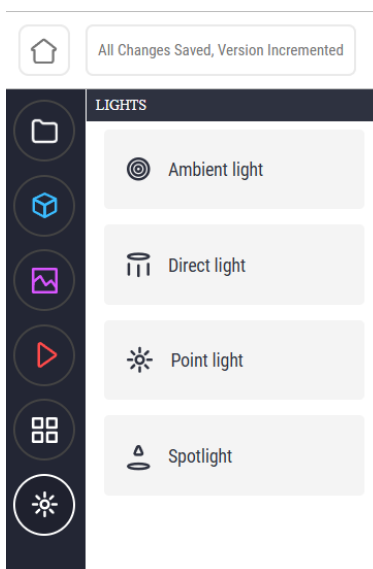 All Changes Saved, Version Incremented
LIGHTS
Ambient light
Direct light
Point light
Spotlight